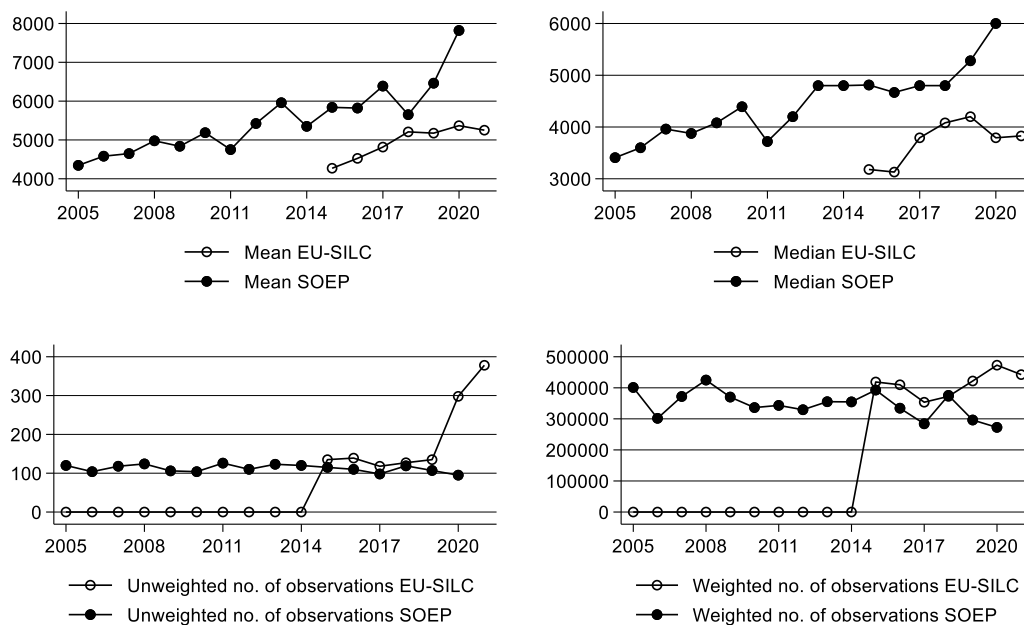 8000
7000
6000
5000
4000
2005 2008 2011 2014 2017 2020
Mean EU-SILC
Mean SOEP
6000
5000
4000
3000
2005 2008 2011 2014 2017 2020
Median EU-SILC
Median SOEP
400
300
200
100
0
2005 2008 2011 2014 2017 2020
Unweighted no. of observations EU-SILC
Unweighted no. of observations SOEP
500000
400000
300000
200000
100000
0
2005 2008 2011 2014 2017 2020
Weighted no. of observations EU-SILC
Weighted no. of observations SOEP